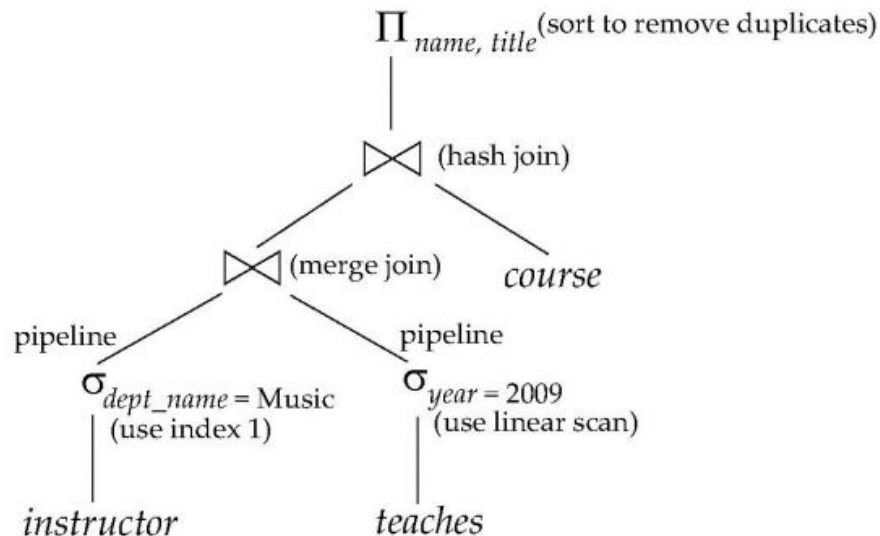 Π name, title (sort to remove duplicates)
(hash join)
(merge join)
course
pipeline
pipeline
σ dept_name = Music
(use index 1)
σ year = 2009
(use linear scan)
instructor
teaches